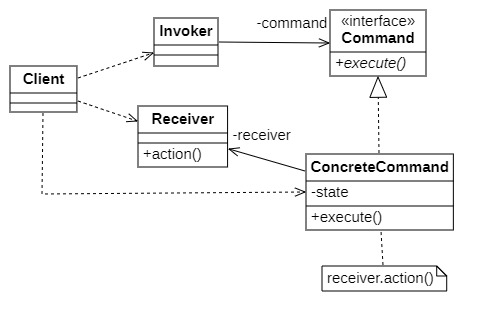 -command
«interface»
Command
+execute()
Invoker
Client
Receiver
+action()
-receiver
ConcreteCommand
-state
+execute()
receiver.action()